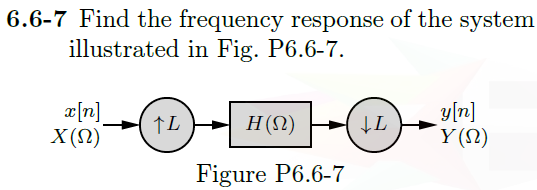 6.6-7 Find the frequency response of the system
illustrated in Fig. P6.6-7.
x[n]
X(Ω)
↑L
H(Ω)
↓L
y[n]
Y(Ω)
Figure P6.6-7